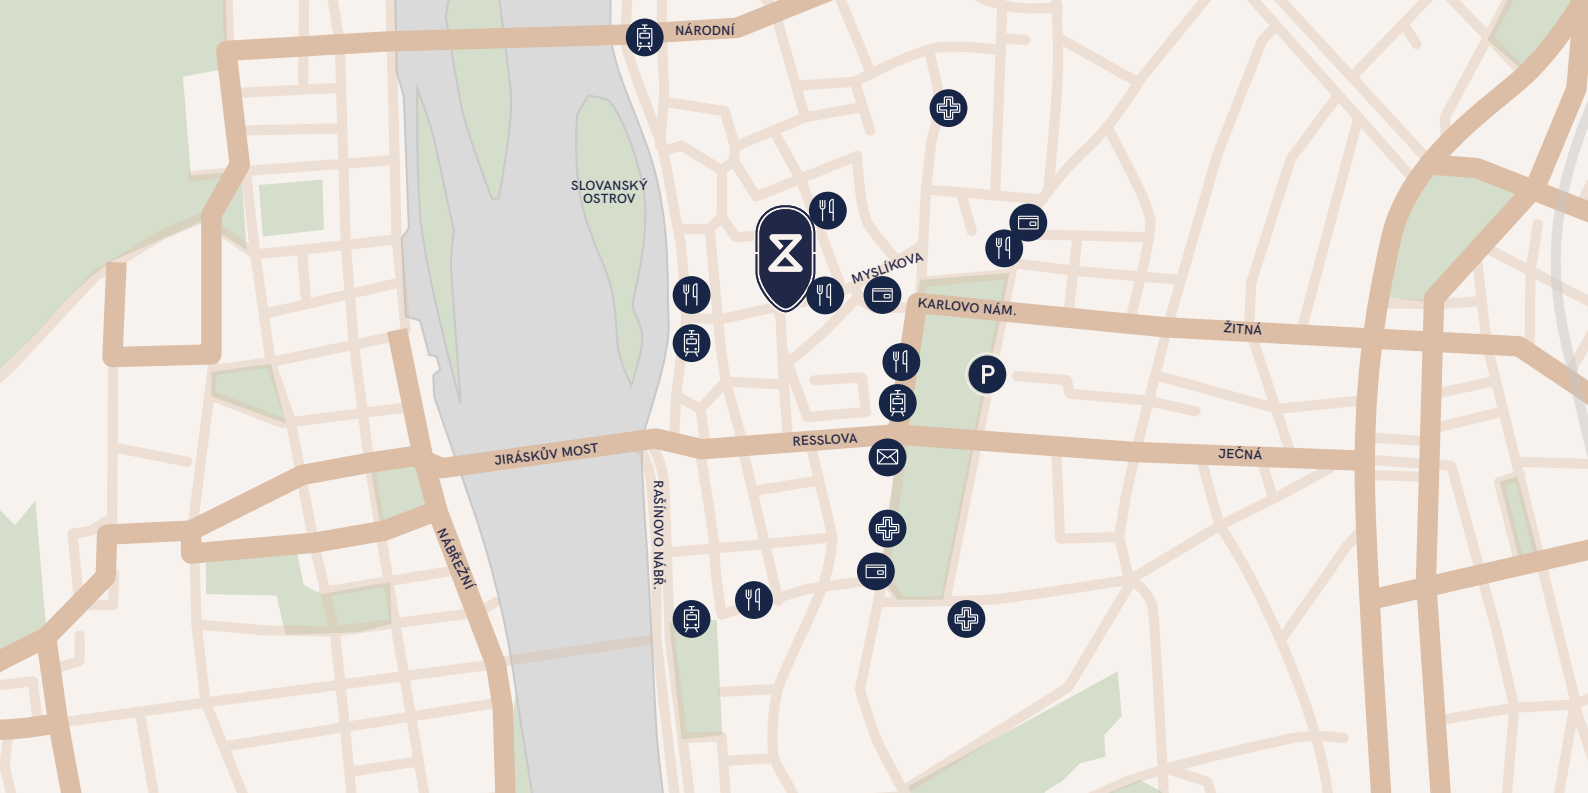 NÁRODNÍ
SLOVANSKÝ
OSTROV
MYSLÍKOVA
KARLOVO NÁM.
ŽITNÁ
P
RESSLOVA
JIRÁSKŮV MOST
JEČNÁ
RAŠÍNOVO NÁBŘ.
NÁBŘEŽNÍ